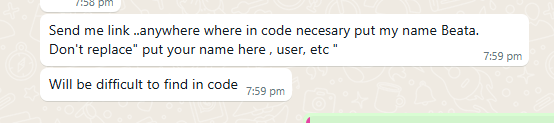 7:58 pm
Send me link ..anywhere where in code necesary put my name Beata.
Don't replace" put your name here , user, etc "
7:59 pm
Will be difficult to find in code
7:59 pm